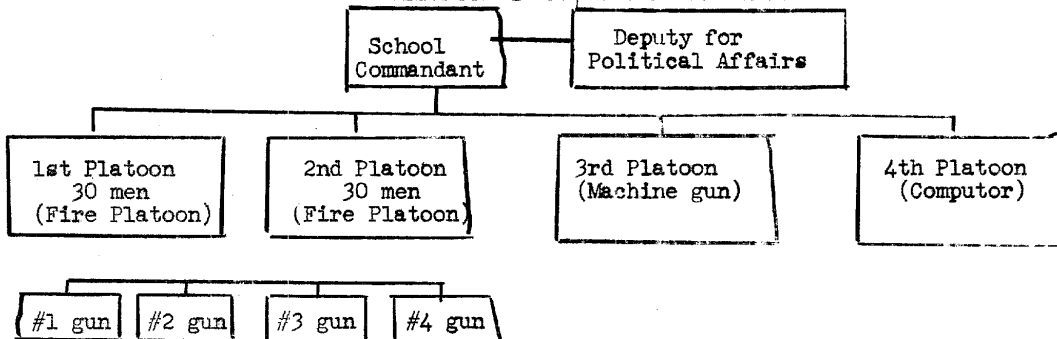 School
Commandant
Deputy for
Political Affairs
1st Platoon
30 men
(Fire Platoon)
2nd Platoon
30 men
(Fire Platoon)
3rd Platoon
(Machine gun)
4th Platoon
(Computor)
#1 gun
#2 gun
#3 gun
#4 gun